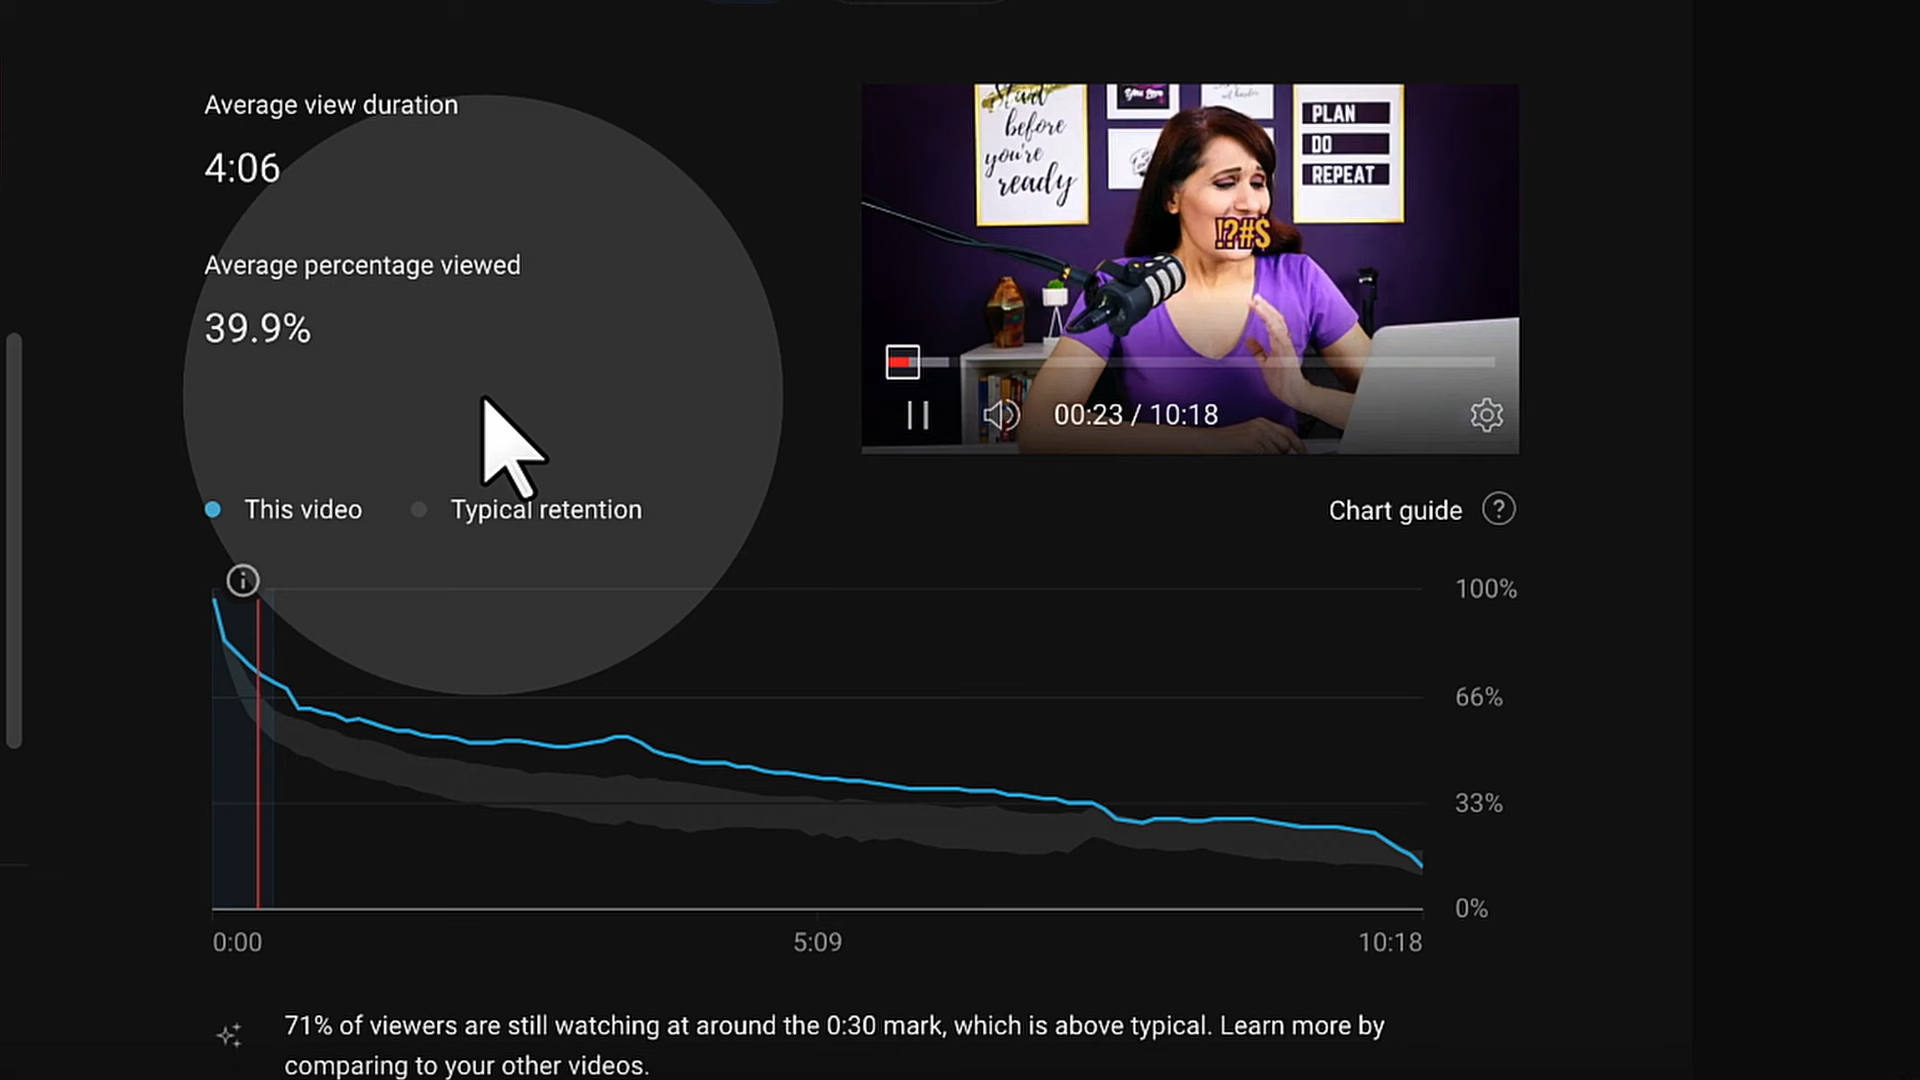 Average view duration
4:06
Average percentage viewed
39.9%
before
you're
ready
You Love
PLAN
DO
REPEAT
!?#$
00:23 / 10:18
This video
Typical retention
Chart guide ?
i
100%
66%
33%
0%
0:00
5:09
10:18
71% of viewers are still watching at around the 0:30 mark, which is above typical. Learn more by
comparing to your other videos.